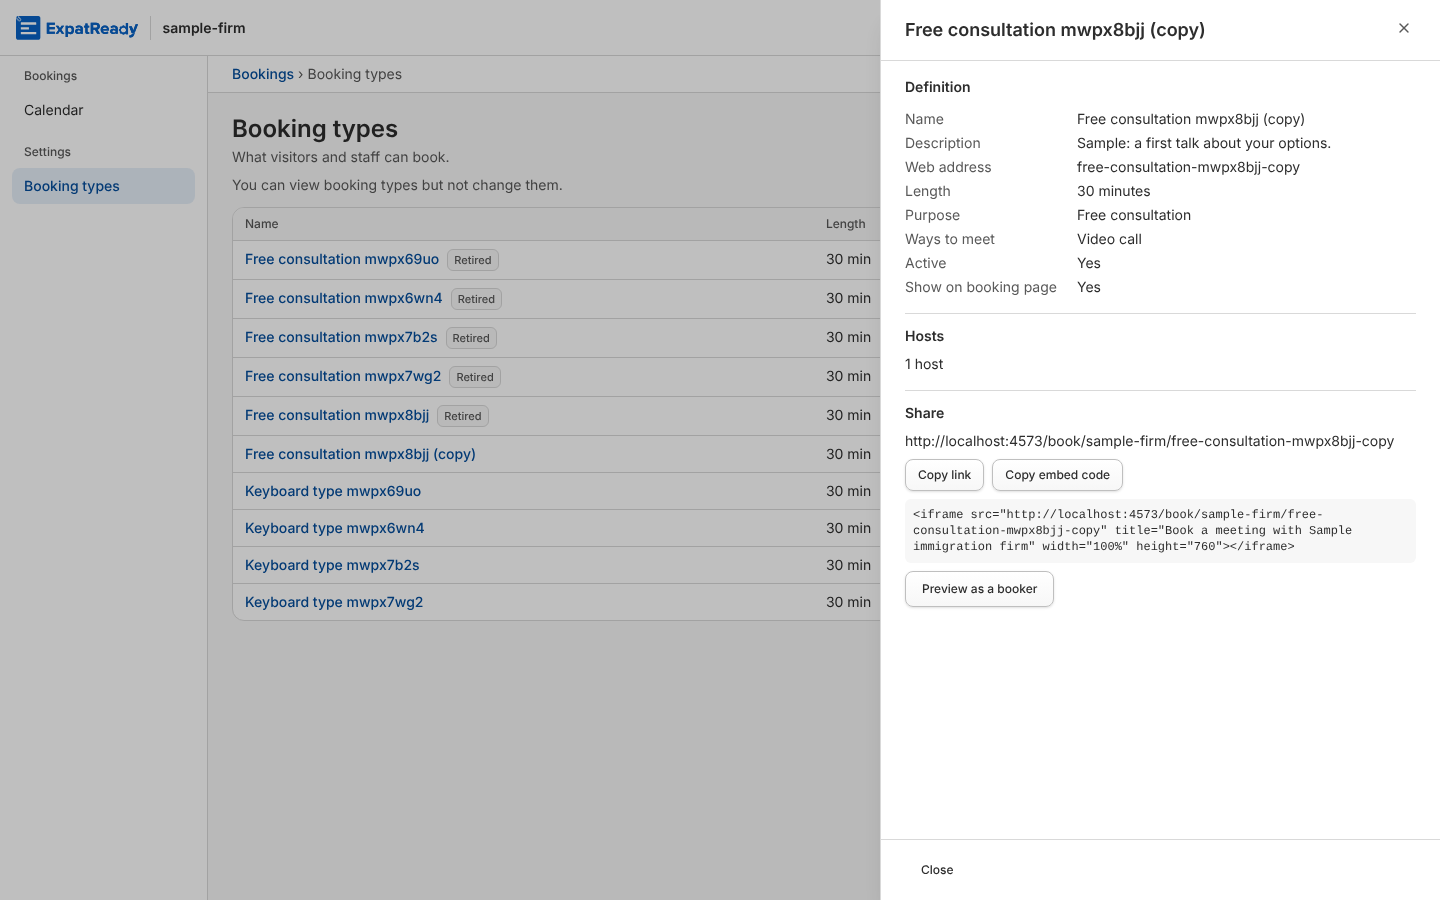 ExpatReady
sample-firm
Bookings
Calendar
Settings
Booking types
Bookings › Booking types
Booking types
What visitors and staff can book.
You can view booking types but not change them.
Name Length
Free consultation mwpx69uo Retired 30 min
Free consultation mwpx6wn4 Retired 30 min
Free consultation mwpx7b2s Retired 30 min
Free consultation mwpx7wg2 Retired 30 min
Free consultation mwpx8bjj Retired 30 min
Free consultation mwpx8bjj (copy) 30 min
Keyboard type mwpx69uo 30 min
Keyboard type mwpx6wn4 30 min
Keyboard type mwpx7b2s 30 min
Keyboard type mwpx7wg2 30 min
Free consultation mwpx8bjj (copy)
Definition
Name Free consultation mwpx8bjj (copy)
Description Sample: a first talk about your options.
Web address free-consultation-mwpx8bjj-copy
Length 30 minutes
Purpose Free consultation
Ways to meet Video call
Active Yes
Show on booking page Yes
Hosts
1 host
Share
http://localhost:4573/book/sample-firm/free-consultation-mwpx8bjj-copy
Copy link Copy embed code
<iframe src="http://localhost:4573/book/sample-firm/free-
consultation-mwpx8bjj-copy" title="Book a meeting with Sample
immigration firm" width="100%" height="760"></iframe>
Preview as a booker
Close